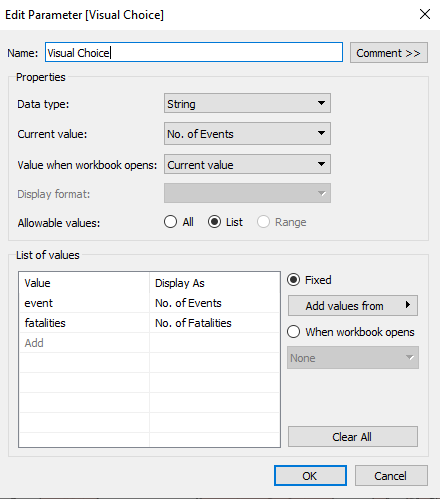 Edit Parameter [Visual Choice]
Name: Visual Choice Comment >>
Properties
Data type: String
Current value: No. of Events
Value when workbook opens: Current value
Display format:
Allowable values: All List Range
List of values
Value Display As
event No. of Events
fatalities No. of Fatalities
Add
Fixed
Add values from
When workbook opens
None
Clear All
OK Cancel